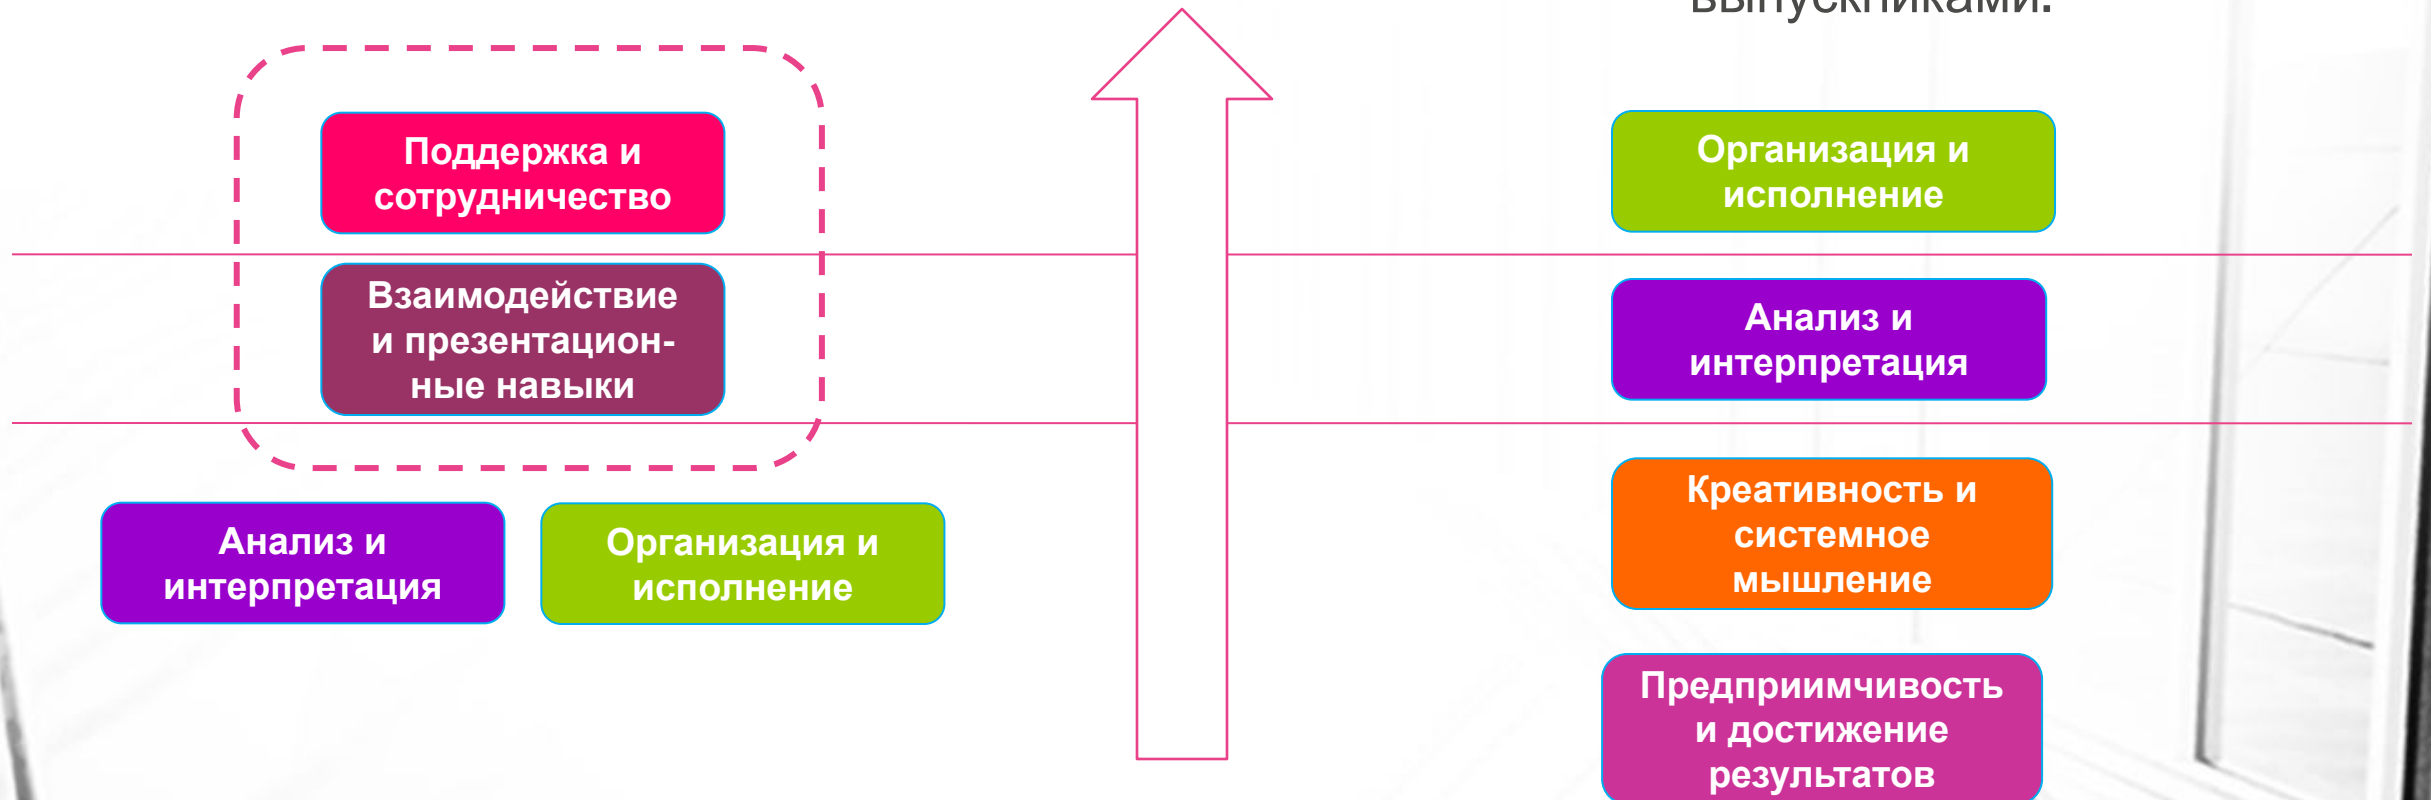 выпускниками:
Поддержка и
сотрудничество
Взаимодействие
и презентацион-
ные навыки
Анализ и
интерпретация
Организация и
исполнение
Организация и
исполнение
Анализ и
интерпретация
Креативность и
системное
мышление
Предприимчивость
и достижение
результатов